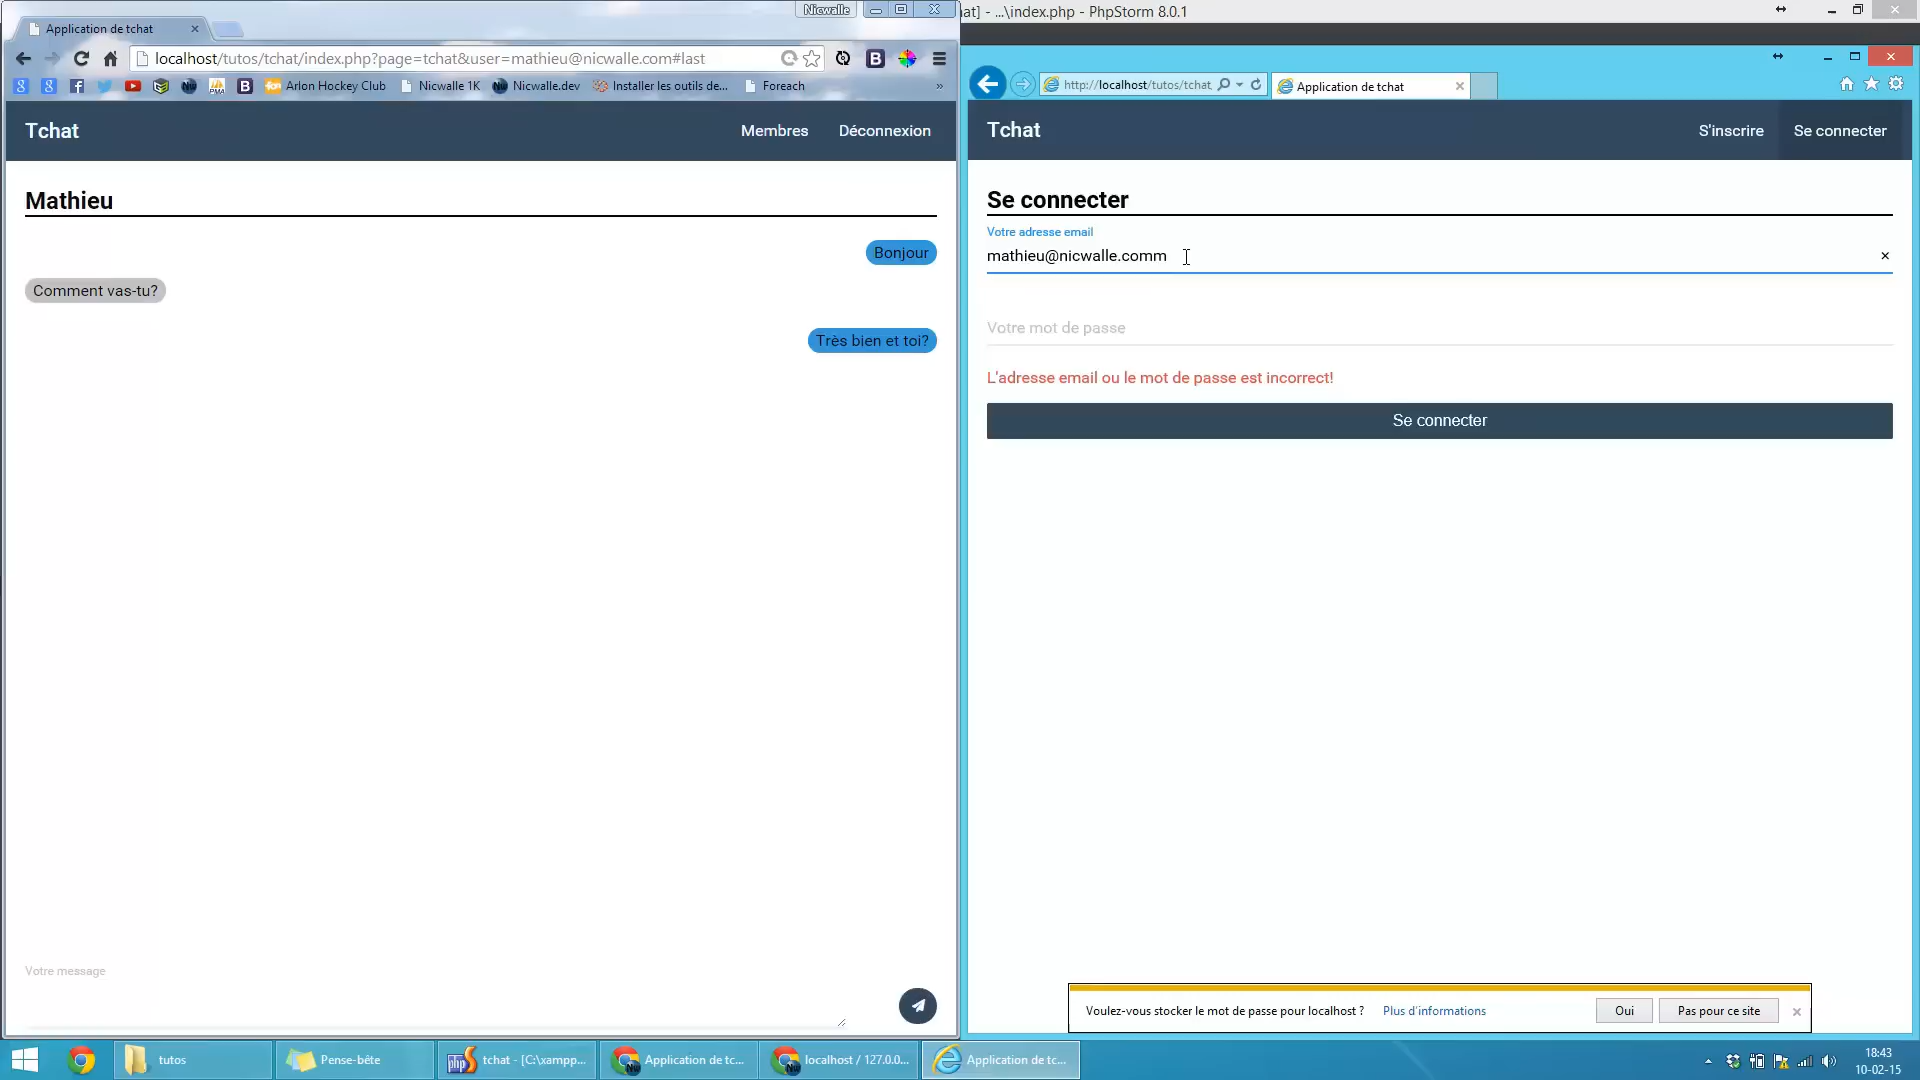 Nicwalle
Application de tchat
localhost/tutos/tchat/index.php?page=tchat&user=mathieu@nicwalle.com#last
Arlon Hockey Club
Nicwalle 1K
Nicwalle.dev
Installer les outils de...
Foreach
»
Tchat
Membres
Déconnexion
Mathieu
Bonjour
Comment vas-tu?
Très bien et toi?
Votre message
hat] - ...\index.php - PhpStorm 8.0.1
http://localhost/tutos/tchat
Application de tchat
Tchat
S'inscrire
Se connecter
Se connecter
Votre adresse email
mathieu@nicwalle.comm
Votre mot de passe
L'adresse email ou le mot de passe est incorrect!
Se connecter
Voulez-vous stocker le mot de passe pour localhost ?
Plus d'informations
Oui
Pas pour ce site
tutos
Pense-bête
tchat - [C:\xampp...
Application de tc...
localhost / 127.0.0...
Application de tc...
18:43
10-02-15